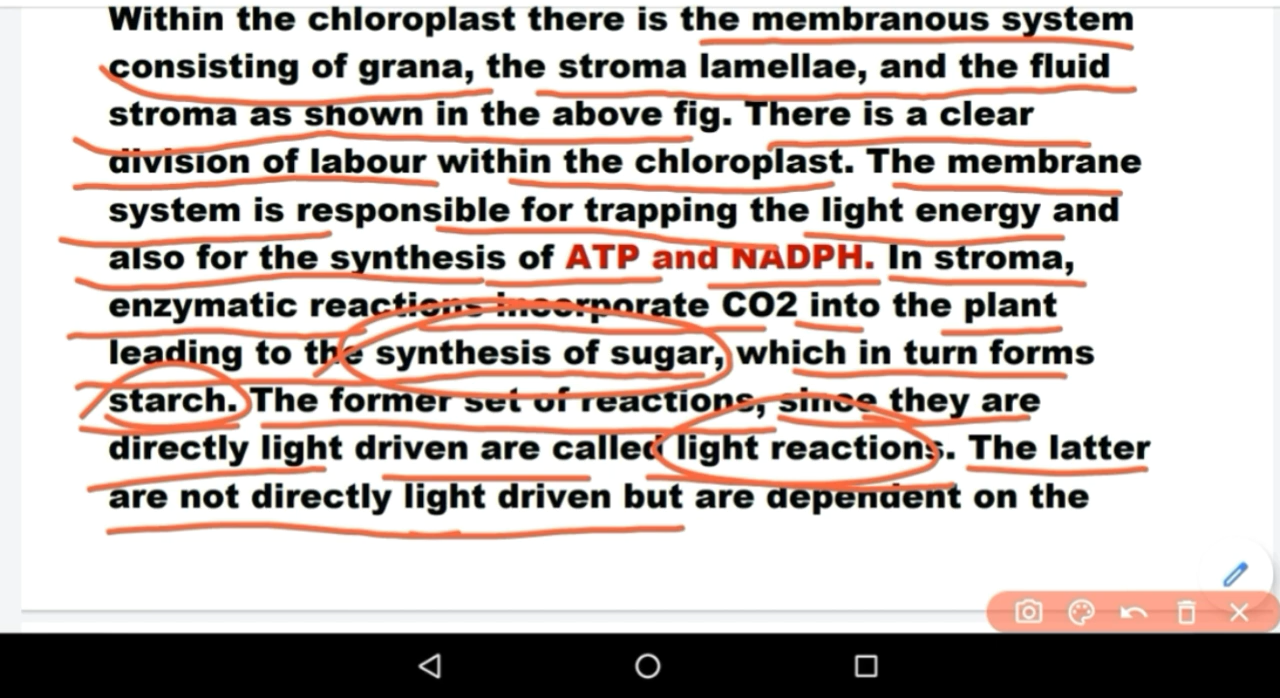 Within the chloroplast there is the membranous system
consisting of grana, the stroma lamellae, and the fluid
stroma as shown in the above fig. There is a clear
division of labour within the chloroplast. The membrane
system is responsible for trapping the light energy and
also for the synthesis of ATP and NADPH. In stroma,
enzymatic reactions incorporate CO2 into the plant
leading to the synthesis of sugar, which in turn forms
starch. The former set of reactions, since they are
directly light driven are called light reactions. The latter
are not directly light driven but are dependent on the